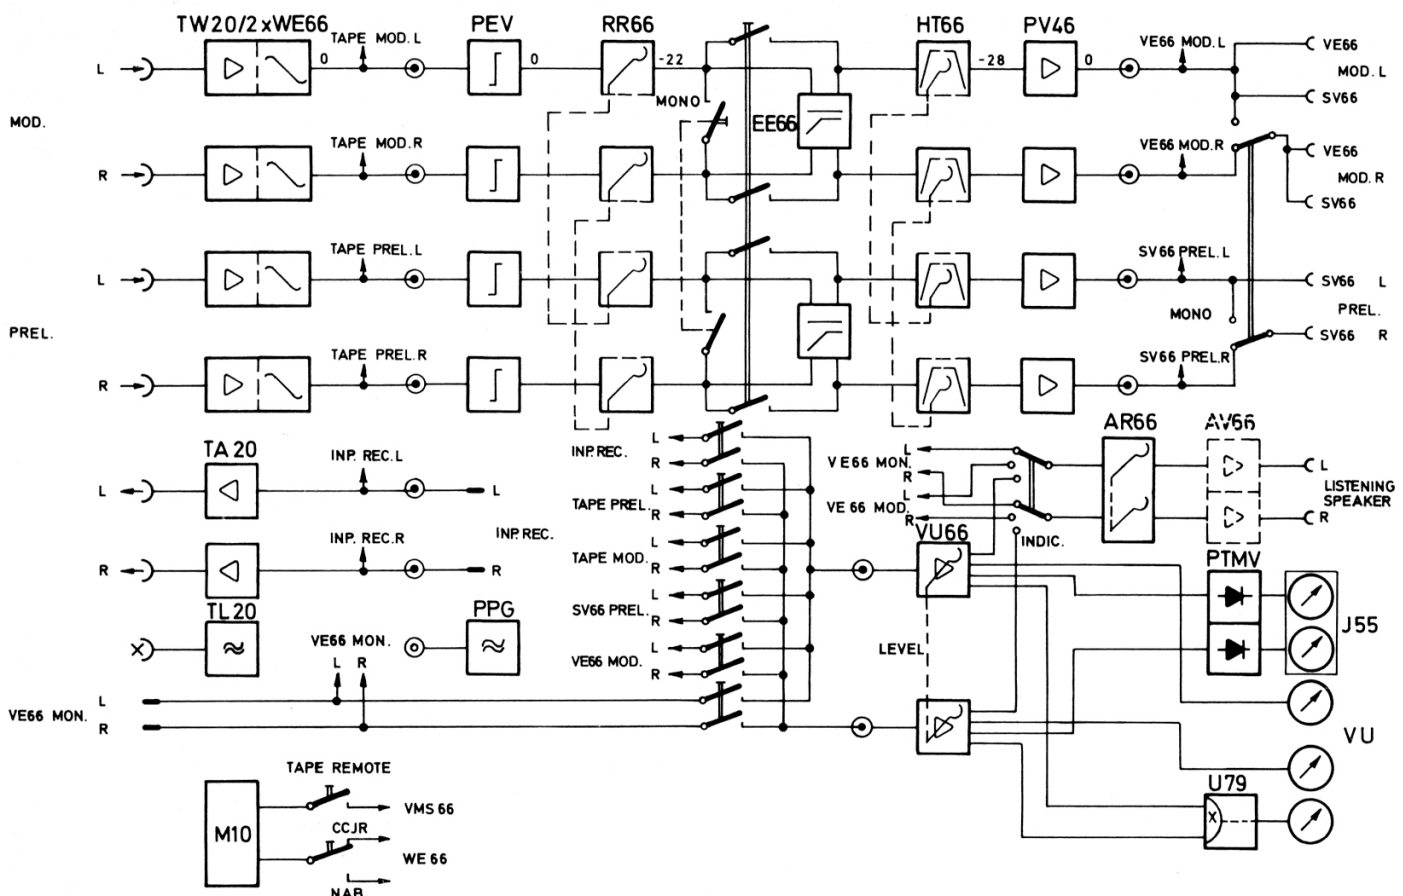 TW20/2xWE66 PEV RR66 HT66 PV46
TAPE MOD.L VE66 MOD.L VE66
L 0 0 -22 -28 0 MOD.L
MONO SV66
MOD. EE66
TAPE MOD.R VE66 MOD.R VE66
R MOD.R
SV66
TAPE PREL.L SV66 PREL.L
L SV66 L
MONO PREL.
PREL. SV66 R
TAPE PREL.R SV66 PREL.R
R
TA20 INP. REC.L INP.REC. L R AR66 AV66
L L
VE66 MON. L R L
LISTENING
SPEAKER
TAPE PREL. L R VE66 MOD. L R R
INP. REC.R INP.REC. VU66 INDIC.
R R TAPE MOD. L R PTMV
TL20 PPG SV66 PREL. L R J55
VE66 MON.
L R VE66 MOD. L R LEVEL
L
VE66 MON.
R VU
TAPE REMOTE U79
VMS 66
M10 CCJR X
WE 66
NAB